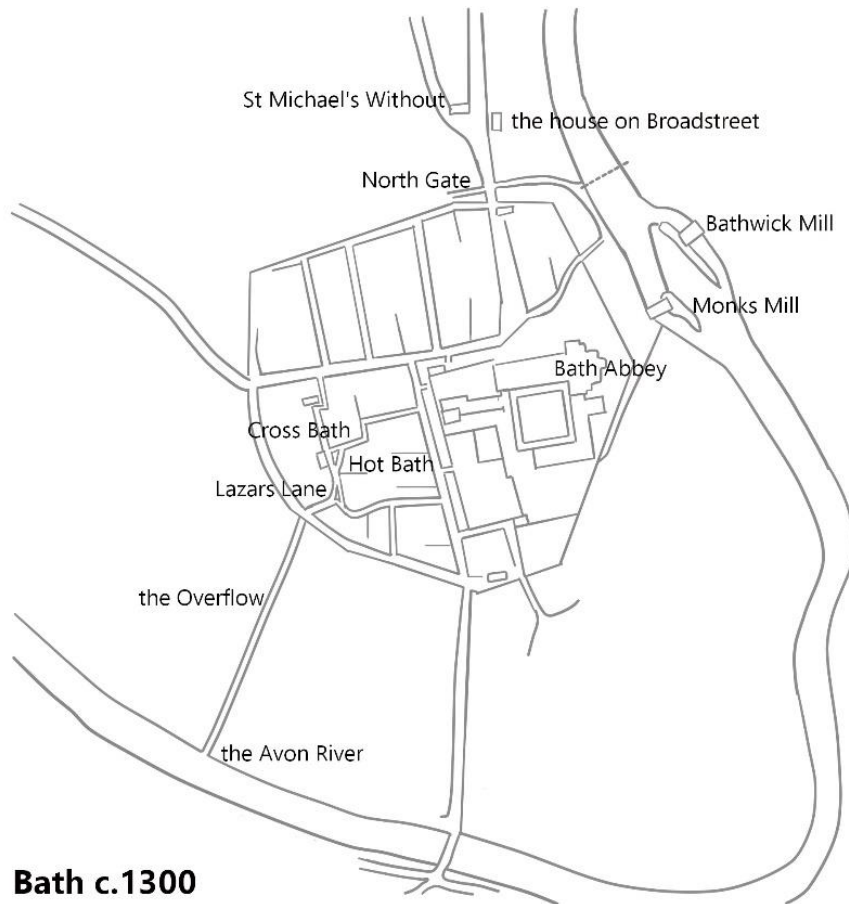 St Michael's Without
the house on Broadstreet
North Gate
Bathwick Mill
Monks Mill
Bath Abbey
Cross Bath
Hot Bath
Lazars Lane
the Overflow
the Avon River
Bath c.1300